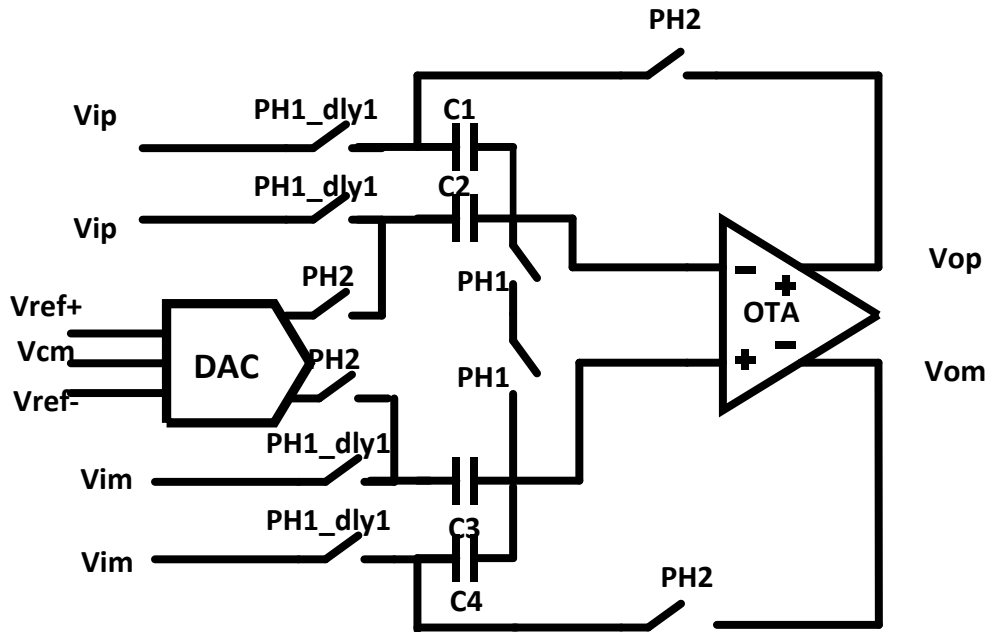 PH2
Vip
PH1_dly1
C1
PH1_dly1
C2
Vip
PH1
PH2
Vop
Vref+
OTA
Vcm
DAC
PH2
PH1
Vom
Vref-
PH1_dly1
Vim
PH1_dly1
C3
Vim
PH2
C4